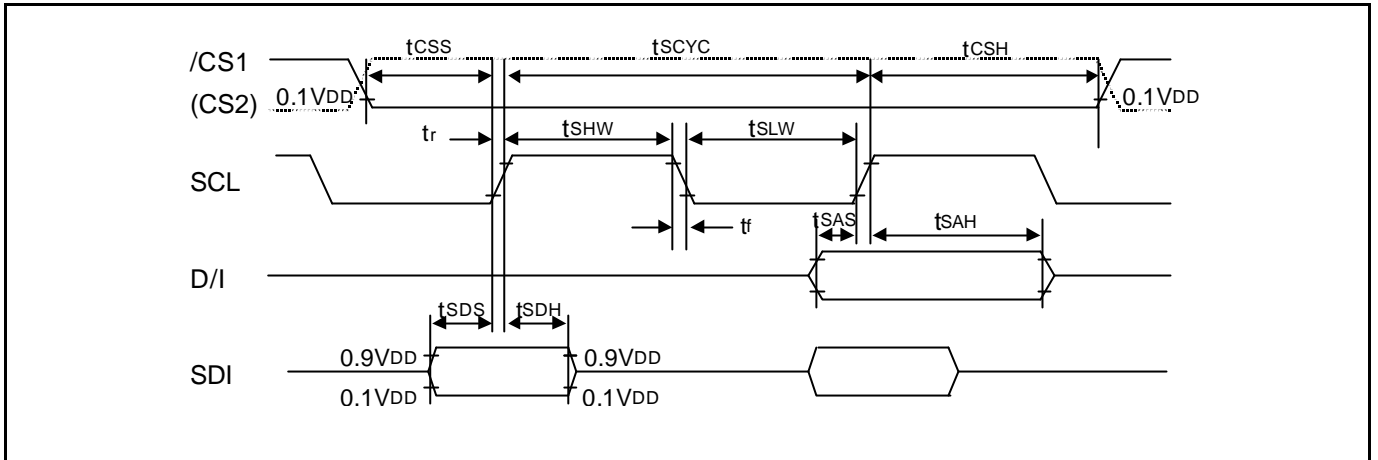 tCSS tSCYC tCSH
/CS1
(CS2) 0.1VDD 0.1VDD
tr tSHW tSLW
SCL
tf tSAS tSAH
D/I
tSDS tSDH
0.9VDD 0.9VDD
SDI
0.1VDD 0.1VDD